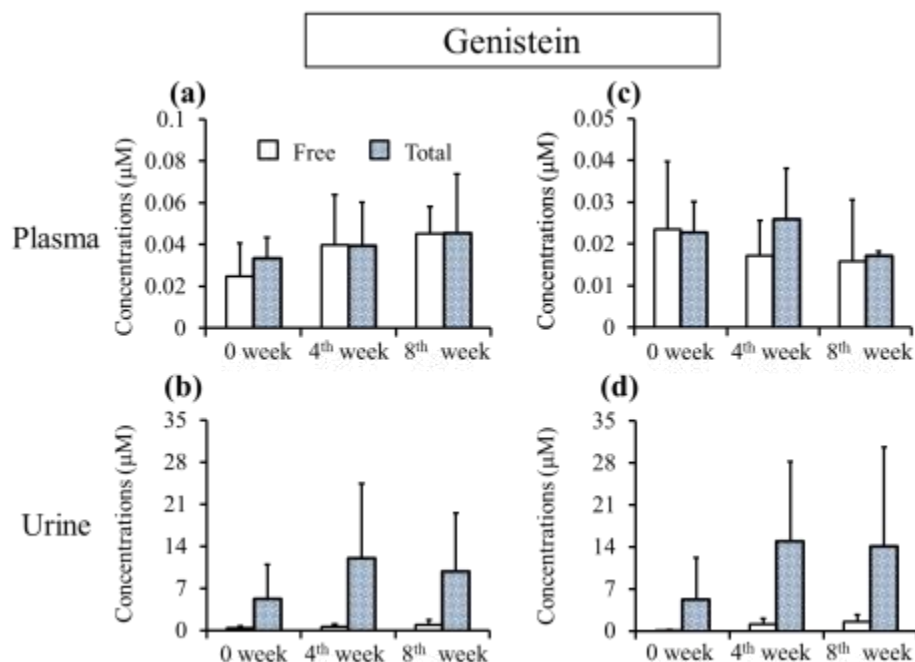 Genistein
(a)
Concentrations (μM)
0.1
0.08
0.06
0.04
0.02
0
Free
Total
0 week
4th week
8th week
(c)
Concentrations (μM)
0.05
0.04
0.03
0.02
0.01
0
0 week
4th week
8th week
Plasma
(b)
Concentrations (μM)
35
28
21
14
7
0
0 week
4th week
8th week
(d)
Concentrations (μM)
35
28
21
14
7
0
0 week
4th week
8th week
Urine